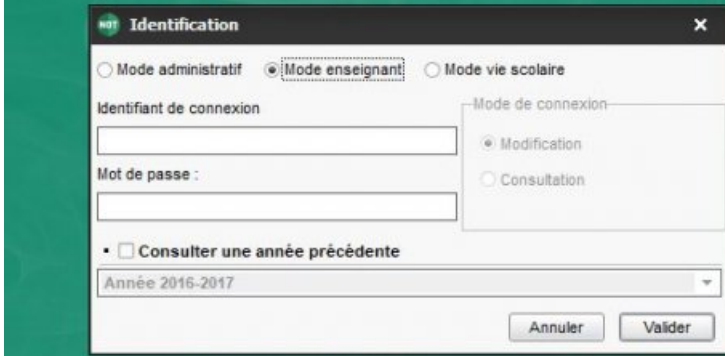 NOT Identification
Mode administratif Mode enseignant Mode vie scolaire
Identifiant de connexion
Mode de connexion
Modification
Mot de passe :
Consultation
Consulter une année précédente
Année 2016-2017
Annuler Valider